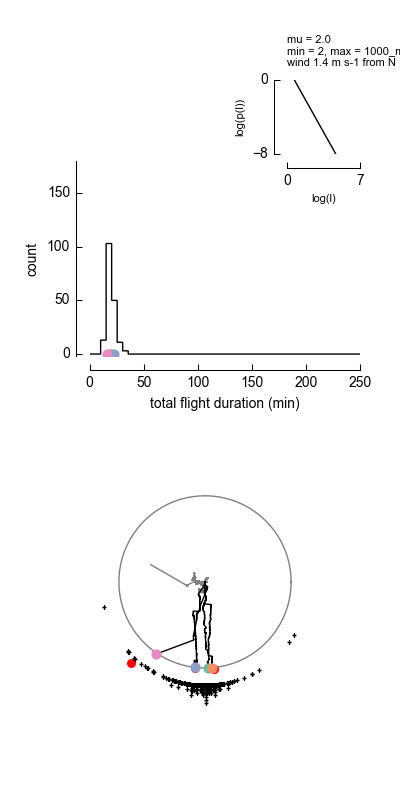 mu = 2.0
min = 2, max = 1000_m
wind 1.4 m s-1 from N
0
log(p(l))
−8
0 7
log(l)
150
100
50
0
count
0 50 100 150 200 250
total flight duration (min)